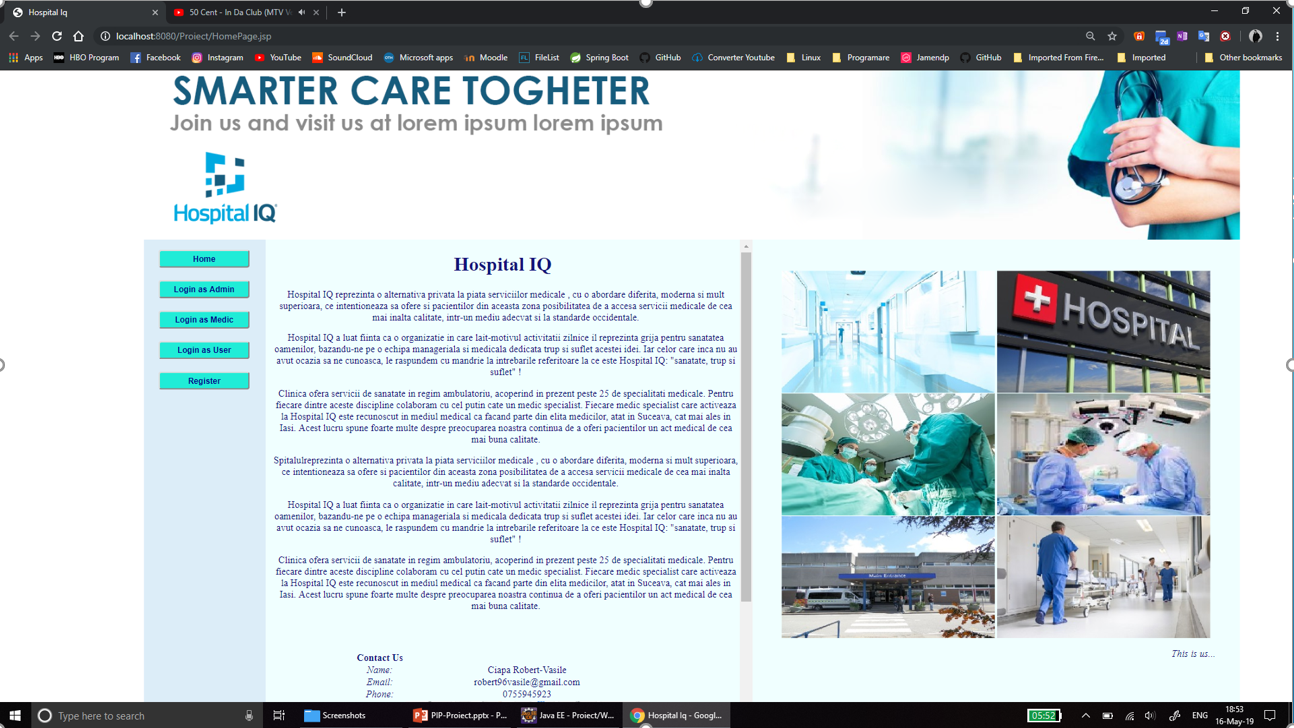 Hospital Iq
50 Cent - In Da Club (MTV V
localhost:8080/Proiect/HomePage.jsp
Apps HBO Program Facebook Instagram YouTube SoundCloud Microsoft apps Moodle FileList Spring Boot GitHub Converter Youtube Linux Programare Jamendp GitHub Imported From Fire... Imported Other bookmarks
SMARTER CARE TOGHETER
Join us and visit us at lorem ipsum lorem ipsum
Hospital IQ
Home
Login as Admin
Login as Medic
Login as User
Register
Hospital IQ
Hospital IQ reprezinta o alternativa privata la piata serviciilor medicale , cu o abordare diferita, moderna si mult
superioara, ce intentioneaza sa ofere si pacientilor din aceasta zona posibilitatea de a accesa servicii medicale de cea
mai inalta calitate, intr-un mediu adecvat si la standarde occidentale.
Hospital IQ a luat fiinta ca o organizatie in care lait-motivul activitatii zilnice il reprezinta grija pentru sanatatea
oamenilor, bazandu-ne pe o echipa manageriala si medicala dedicata trup si suflet acestei idei. Iar celor care inca nu au
avut ocazia sa ne cunoasca, le raspundem cu mandrie la intrebarile referitoare la ce este Hospital IQ: "sanatate, trup si
suflet" !
Clinica ofera servicii de sanatate in regim ambulatoriu, acoperind in prezent peste 25 de specialitati medicale. Pentru
fiecare dintre aceste discipline colaboram cu cel putin cate un medic specialist. Fiecare medic specialist care activeaza
la Hospital IQ este recunoscut in mediul medical ca facand parte din elita medicilor, atat in Suceava, cat mai ales in
Iasi. Acest lucru spune foarte multe despre preocuparea noastra continua de a oferi pacientilor un act medical de cea
mai buna calitate.
Spitalulreprezinta o alternativa privata la piata serviciilor medicale , cu o abordare diferita, moderna si mult superioara,
ce intentioneaza sa ofere si pacientilor din aceasta zona posibilitatea de a accesa servicii medicale de cea mai inalta
calitate, intr-un mediu adecvat si la standarde occidentale.
Hospital IQ a luat fiinta ca o organizatie in care lait-motivul activitatii zilnice il reprezinta grija pentru sanatatea
oamenilor, bazandu-ne pe o echipa manageriala si medicala dedicata trup si suflet acestei idei. Iar celor care inca nu au
avut ocazia sa ne cunoasca, le raspundem cu mandrie la intrebarile referitoare la ce este Hospital IQ: "sanatate, trup si
suflet" !
Clinica ofera servicii de sanatate in regim ambulatoriu, acoperind in prezent peste 25 de specialitati medicale. Pentru
fiecare dintre aceste discipline colaboram cu cel putin cate un medic specialist. Fiecare medic specialist care activeaza
la Hospital IQ este recunoscut in mediul medical ca facand parte din elita medicilor, atat in Suceava, cat mai ales in
Iasi. Acest lucru spune foarte multe despre preocuparea noastra continua de a oferi pacientilor un act medical de cea
mai buna calitate.
Contact Us
Name: Ciapa Robert-Vasile
Email: robert96vasile@gmail.com
Phone: 0755945923
HOSPITAL
Main Entrance
This is us...
Type here to search
Screenshots
PIP-Proiect.pptx - P...
Java EE - Proiect/W...
Hospital Iq - Googl...
05:52
ENG
18:53
16-May-19